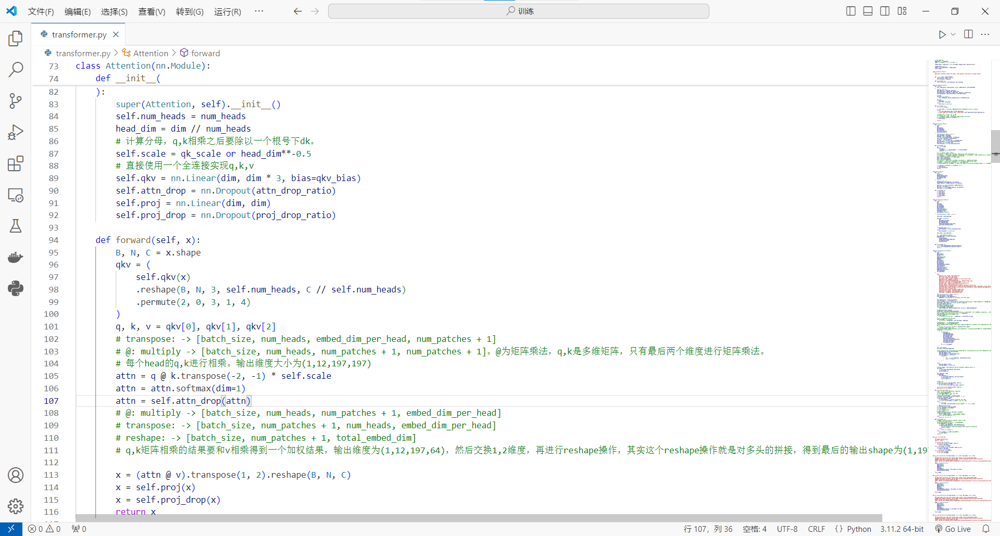 文件(F) 编辑(E) 选择(S) 查看(V) 转到(G) 运行(R) ··· 训练
transformer.py
transformer.py > Attention > forward
73 class Attention(nn.Module):
74 def __init__(
82 ):
83 super(Attention, self).__init__()
84 self.num_heads = num_heads
85 head_dim = dim // num_heads
86 # 计算分母，q,k相乘之后要除以一个根号下dk。
87 self.scale = qk_scale or head_dim**-0.5
88 # 直接使用一个全连接实现q,k,v
89 self.qkv = nn.Linear(dim, dim * 3, bias=qkv_bias)
90 self.attn_drop = nn.Dropout(attn_drop_ratio)
91 self.proj = nn.Linear(dim, dim)
92 self.proj_drop = nn.Dropout(proj_drop_ratio)
93
94 def forward(self, x):
95 B, N, C = x.shape
96 qkv = (
97 self.qkv(x)
98 .reshape(B, N, 3, self.num_heads, C // self.num_heads)
99 .permute(2, 0, 3, 1, 4)
100 )
101 q, k, v = qkv[0], qkv[1], qkv[2]
102 # transpose: -> [batch_size, num_heads, embed_dim_per_head, num_patches + 1]
103 # @: multiply -> [batch_size, num_heads, num_patches + 1, num_patches + 1]。@为矩阵乘法，q,k是多维矩阵，只有最后两个维度进行矩阵乘法。
104 # 每个head的q,k进行相乘。输出维度大小为(1,12,197,197)
105 attn = q @ k.transpose(-2, -1) * self.scale
106 attn = attn.softmax(dim=1)
107 attn = self.attn_drop(attn)
108 # @: multiply -> [batch_size, num_heads, num_patches + 1, embed_dim_per_head]
109 # transpose: -> [batch_size, num_patches + 1, num_heads, embed_dim_per_head]
110 # reshape: -> [batch_size, num_patches + 1, total_embed_dim]
111 # q,k矩阵相乘的结果要和v相乘得到一个加权结果，输出维度为(1,12,197,64)，然后交换1,2维度，再进行reshape操作，其实这个reshape操作就是对多头的拼接，得到最后的输出shape为(1,19
112
113 x = (attn @ v).transpose(1, 2).reshape(B, N, C)
114 x = self.proj(x)
115 x = self.proj_drop(x)
116 return x
0 0 0 行 107，列 36 空格: 4 UTF-8 CRLF {} Python 3.11.2 64-bit Go Live